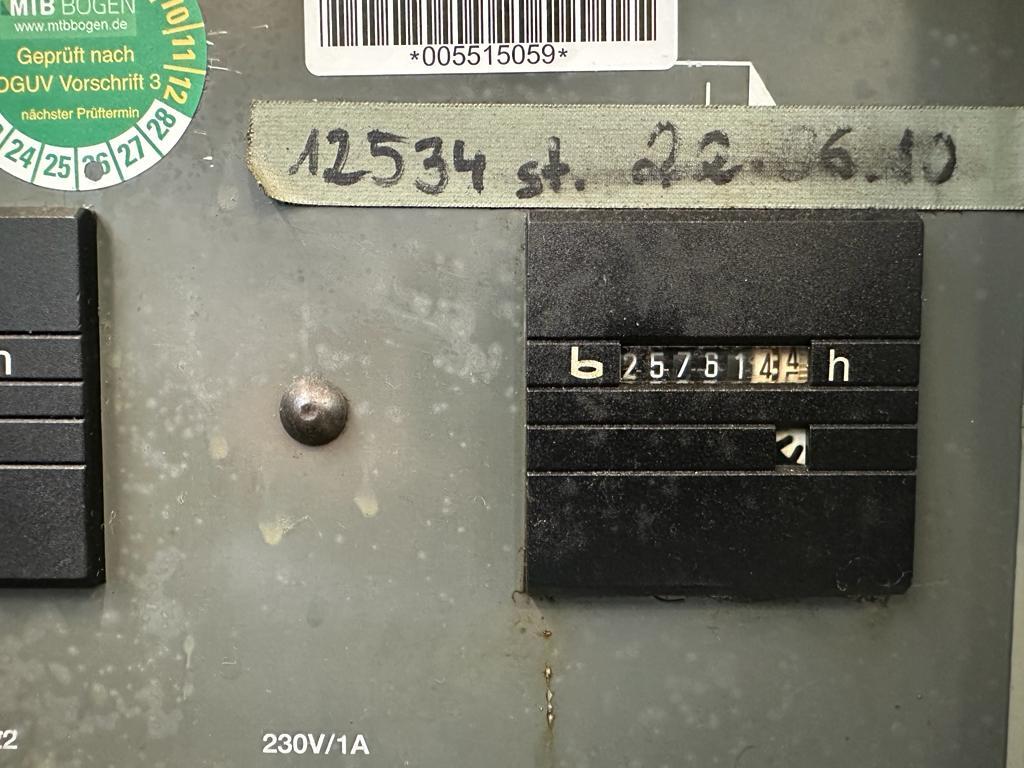 MTB BOGEN
www.mtbbogen.de
Geprüft nach
DGUV Vorschrift 3
nächster Prüftermin
24 25 26 27 28
10 11 12
*005515059*
12534 st. 22.06.10
b 2576144 h
h
230V/1A